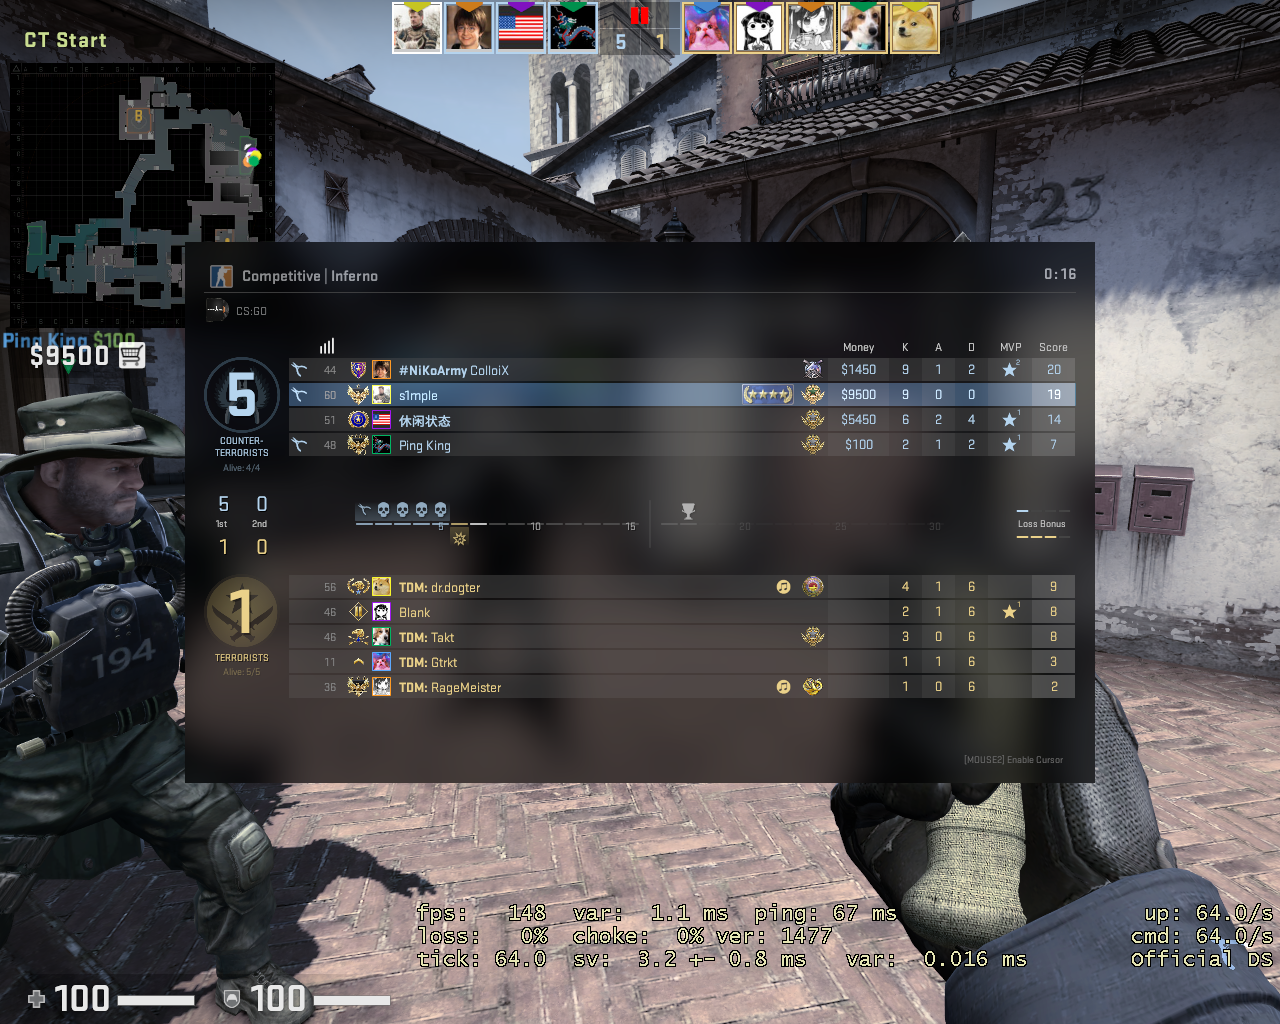 CT Start
5 1
B
23
Ping King $100
$9500
Competitive | Inferno 0:16
CS:GO
Money K A D MVP Score
44 #NiKoArmy ColloiX $1450 9 1 2 2 20
60 s1mple $9500 9 0 0 19
51 休闲状态 $5450 6 2 4 1 14
48 Ping King $100 2 1 2 1 7
5
COUNTER-
TERRORISTS
Alive: 4/4
5 0
1st 2nd
1 0
5 10 15 20 25 30
Loss Bonus
1
TERRORISTS
Alive: 5/5
56 TDM: dr.dogter 4 1 6 9
46 Blank 2 1 6 1 8
46 TDM: Takt 3 0 6 8
11 TDM: Gtrkt 1 1 6 3
36 TDM: RageMeister 1 0 6 2
[MOUSE2] Enable Cursor
194
fps: 148 var: 1.1 ms ping: 67 ms up: 64.0/s
loss: 0% choke: 0% ver: 1477 cmd: 64.0/s
tick: 64.0 sv: 3.2 +- 0.8 ms var: 0.016 ms Official DS
100 100